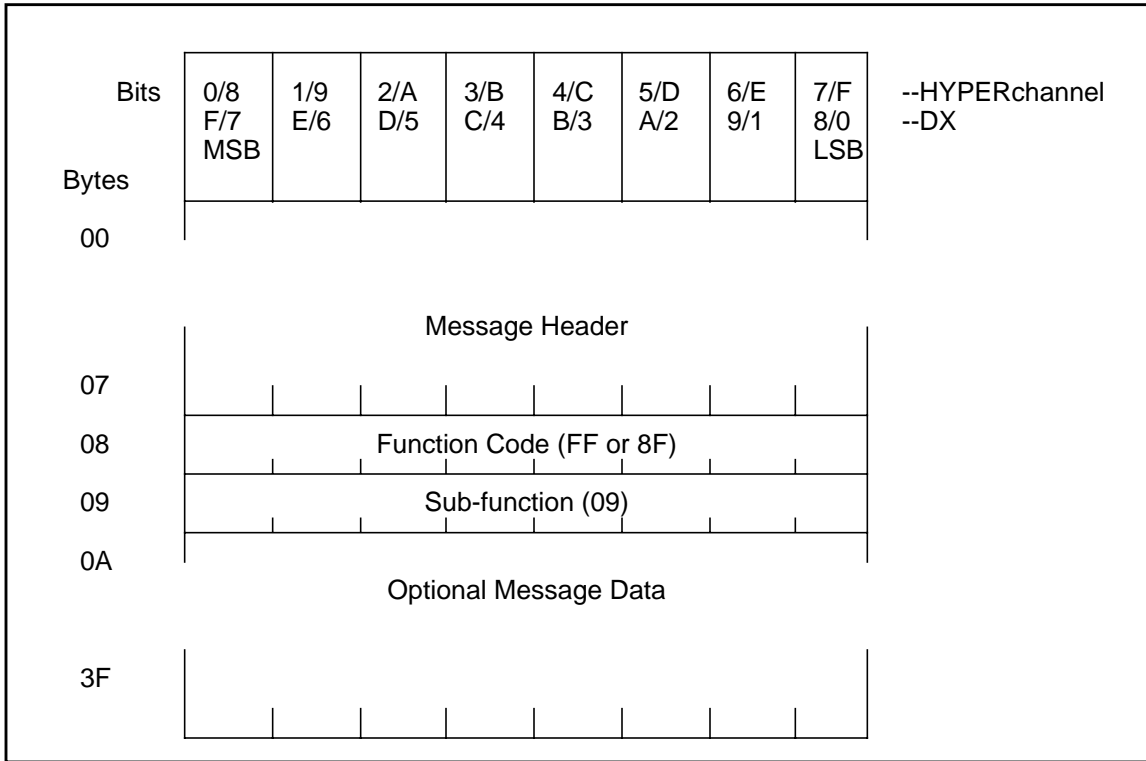 Bits 0/8 1/9 2/A 3/B 4/C 5/D 6/E 7/F --HYPERchannel
F/7 E/6 D/5 C/4 B/3 A/2 9/1 8/0 --DX
MSB LSB
Bytes
00
Message Header
07
08 Function Code (FF or 8F)
09 Sub-function (09)
0A
Optional Message Data
3F